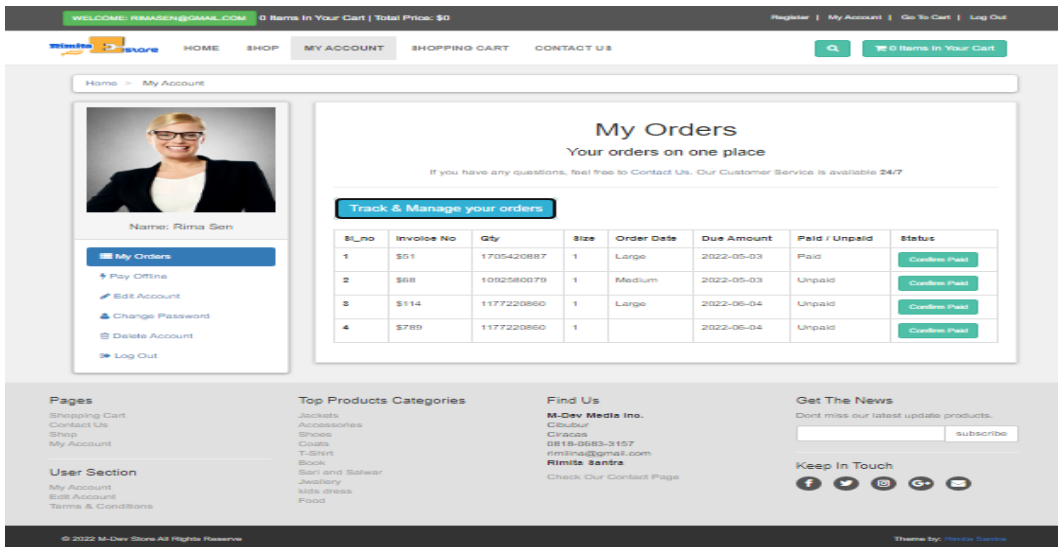 WELCOME: RIMASEN@GMAIL.COM 0 Items In Your Cart | Total Price: $0
Register | My Account | Go To Cart | Log Out
Rimita store
HOME SHOP MY ACCOUNT SHOPPING CART CONTACT US
0 Items In Your Cart
Home > My Account
Name: Rima Sen
My Orders
Pay Offline
Edit Account
Change Password
Delete Account
Log Out
My Orders
Your orders on one place
If you have any questions, feel free to Contact Us. Our Customer Service is available 24/7
Track & Manage your orders
Sl_no Invoice No Qty Size Order Date Due Amount Paid / Unpaid Status
1 $51 1705420887 1 Large 2022-05-03 Paid Confirm Paid
2 $68 1092580079 1 Medium 2022-05-03 Unpaid Confirm Paid
3 $114 1177220860 1 Large 2022-06-04 Unpaid Confirm Paid
4 $789 1177220860 1 2022-06-04 Unpaid Confirm Paid
Pages
Shopping Cart
Contact Us
Shop
My Account
User Section
My Account
Edit Account
Terms & Conditions
Top Products Categories
Jackets
Accessories
Shoes
Coats
T-Shirt
Book
Sari and Salwar
Jwallery
kids dress
Food
Find Us
M-Dev Media Inc.
Cibubur
Ciracas
0818-0683-3157
rimilina@gmail.com
Rimita Santra
Check Our Contact Page
Get The News
Dont miss our latest update products.
subscribe
Keep In Touch
© 2022 M-Dev Store All Rights Reserve
Theme by: Rimita Santra